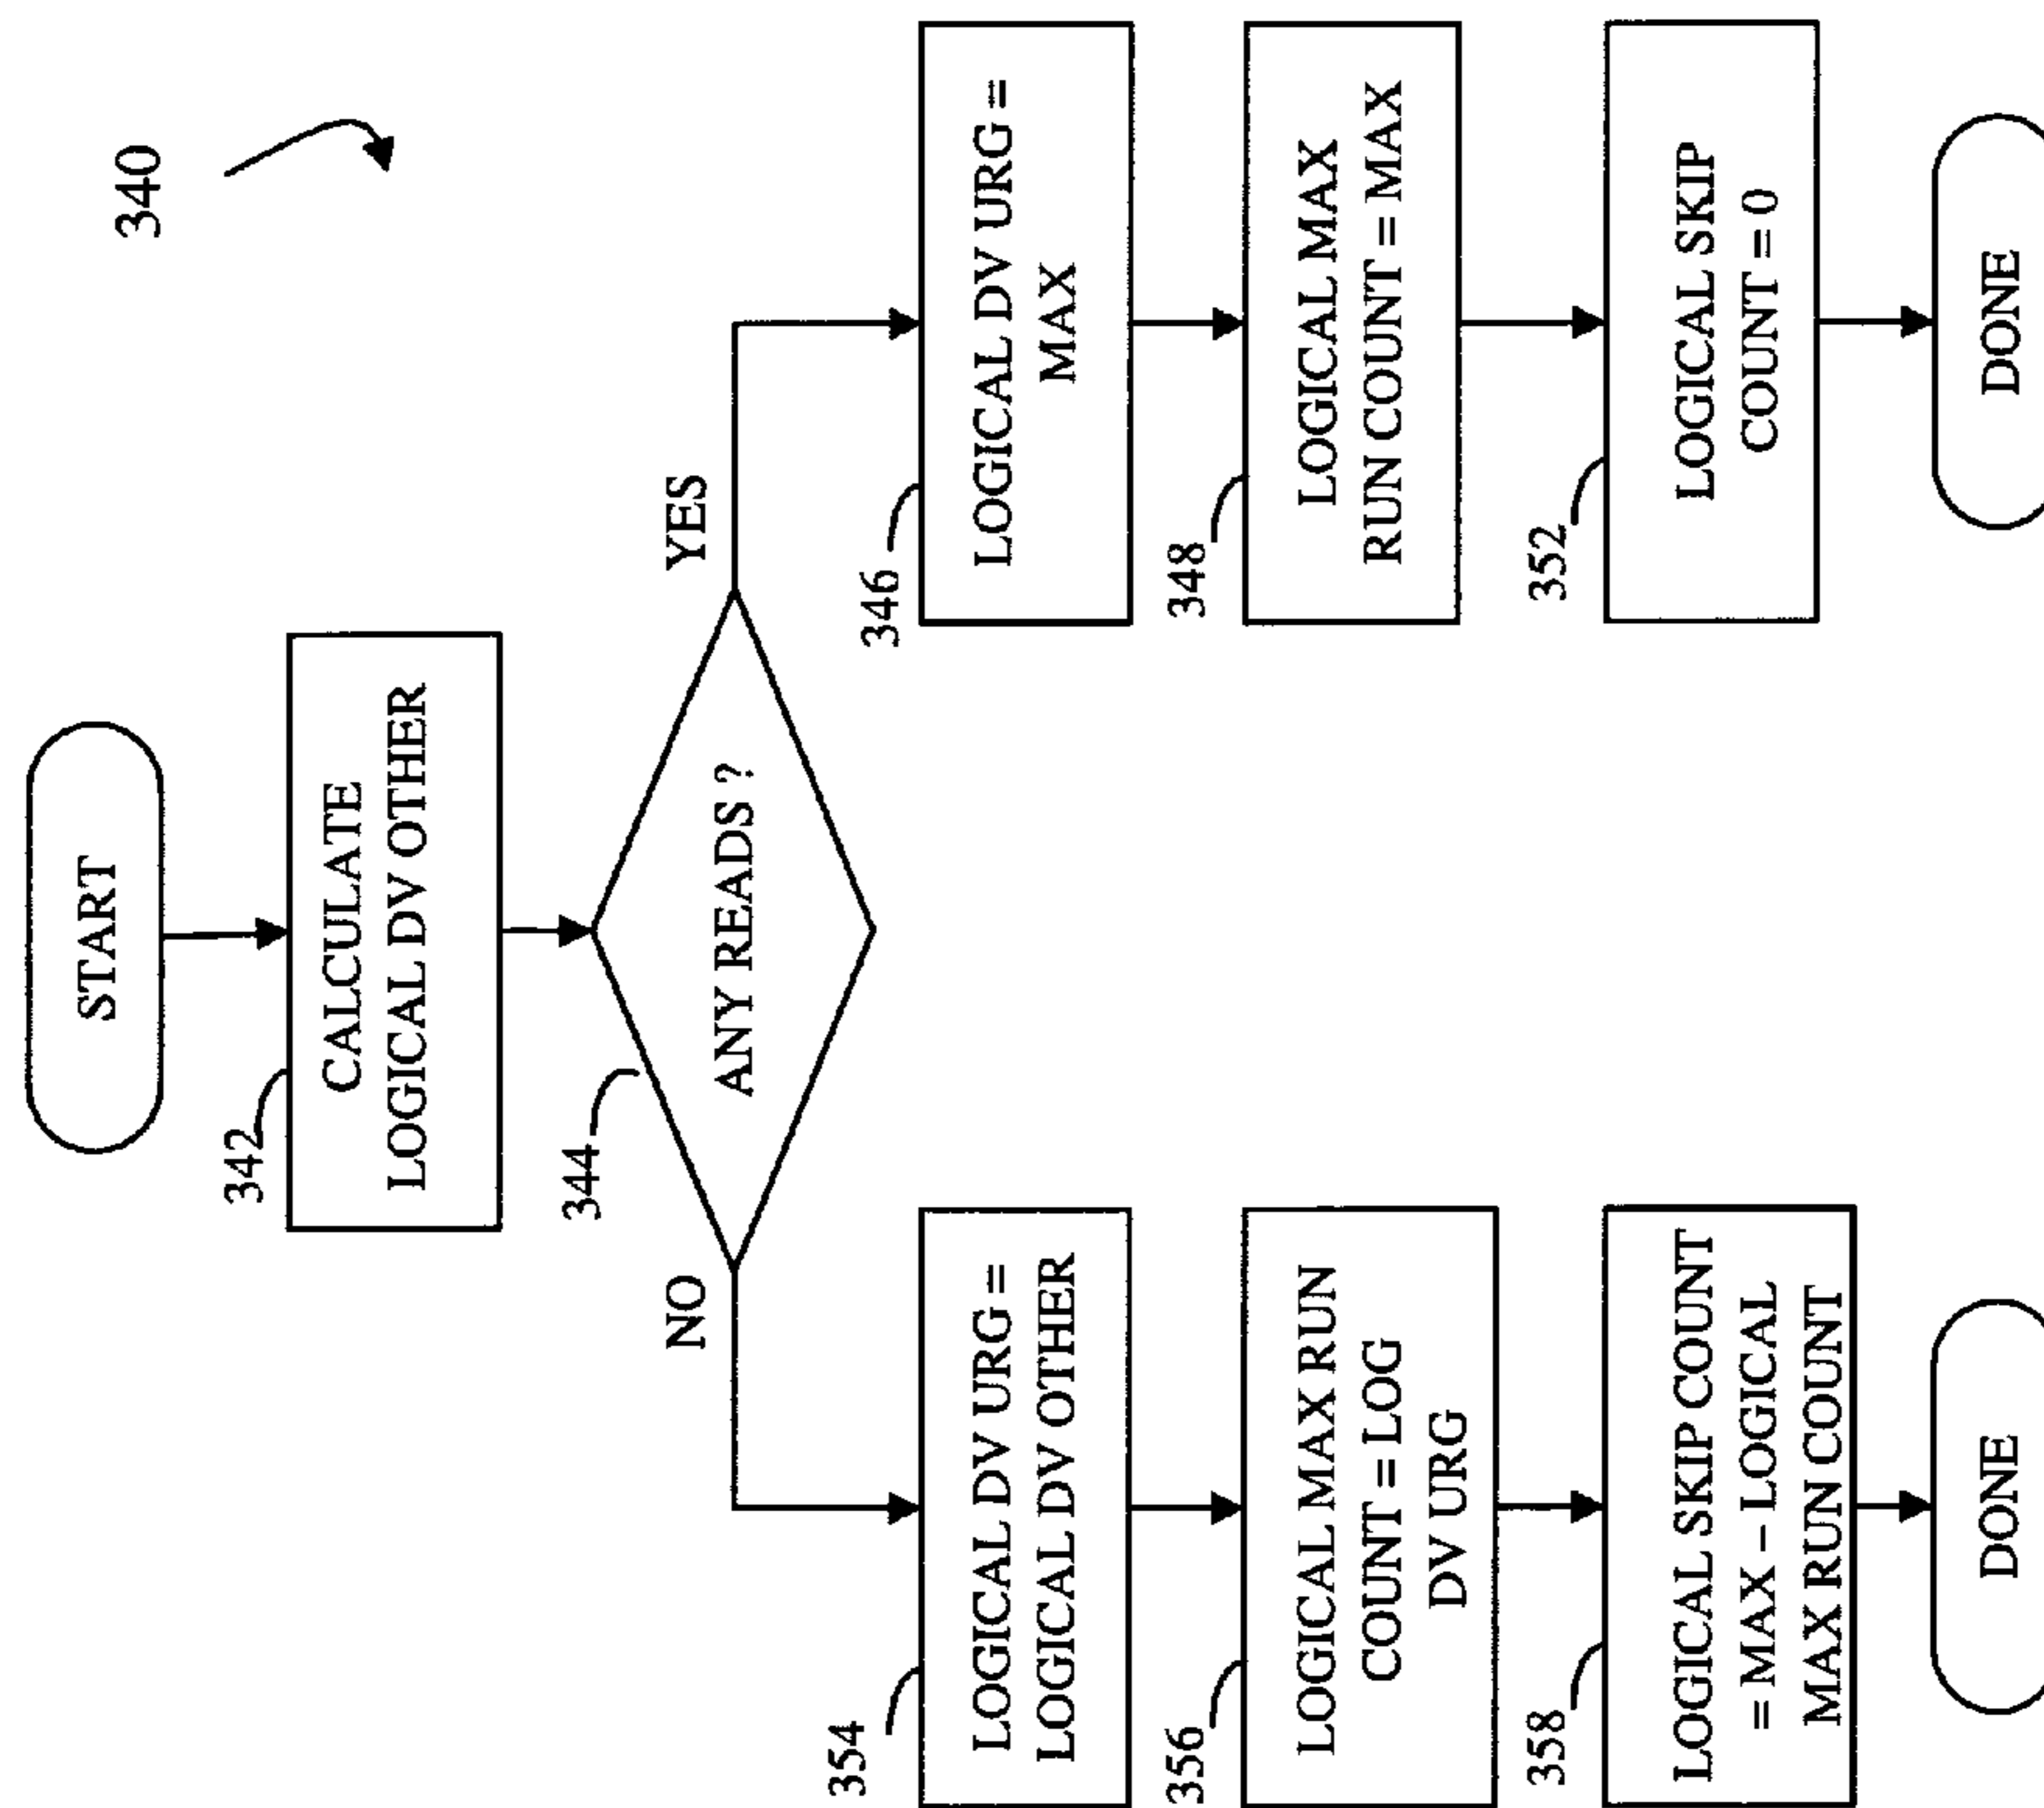 340
START
342
CALCULATE
LOGICAL DV OTHER
344
ANY READS ?
NO
YES
354
LOGICAL DV URG =
LOGICAL DV OTHER
346
LOGICAL DV URG =
MAX
356
LOGICAL MAX RUN
COUNT = LOG
DV URG
348
LOGICAL MAX
RUN COUNT = MAX
358
LOGICAL SKIP COUNT
= MAX – LOGICAL
MAX RUN COUNT
352
LOGICAL SKIP
COUNT = 0
DONE
DONE